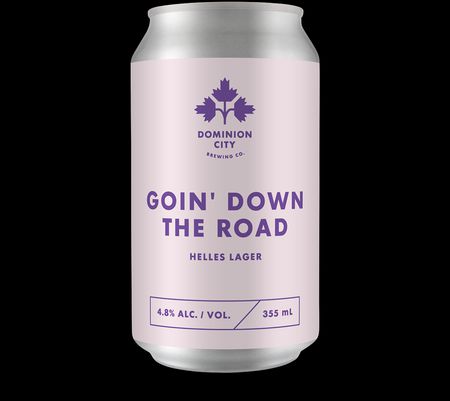 DOMINION
CITY
BREWING CO.
GOIN' DOWN
THE ROAD
HELLES LAGER
4.8% ALC. / VOL. 355 mL